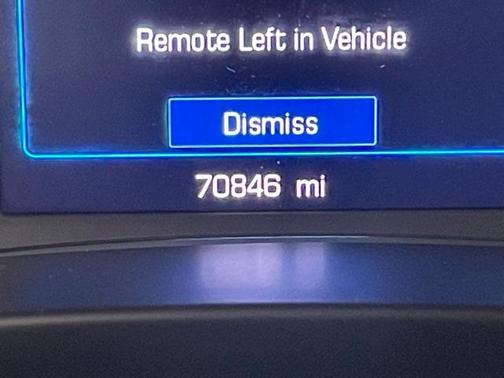 Remote Left in Vehicle
Dismiss
70846 mi